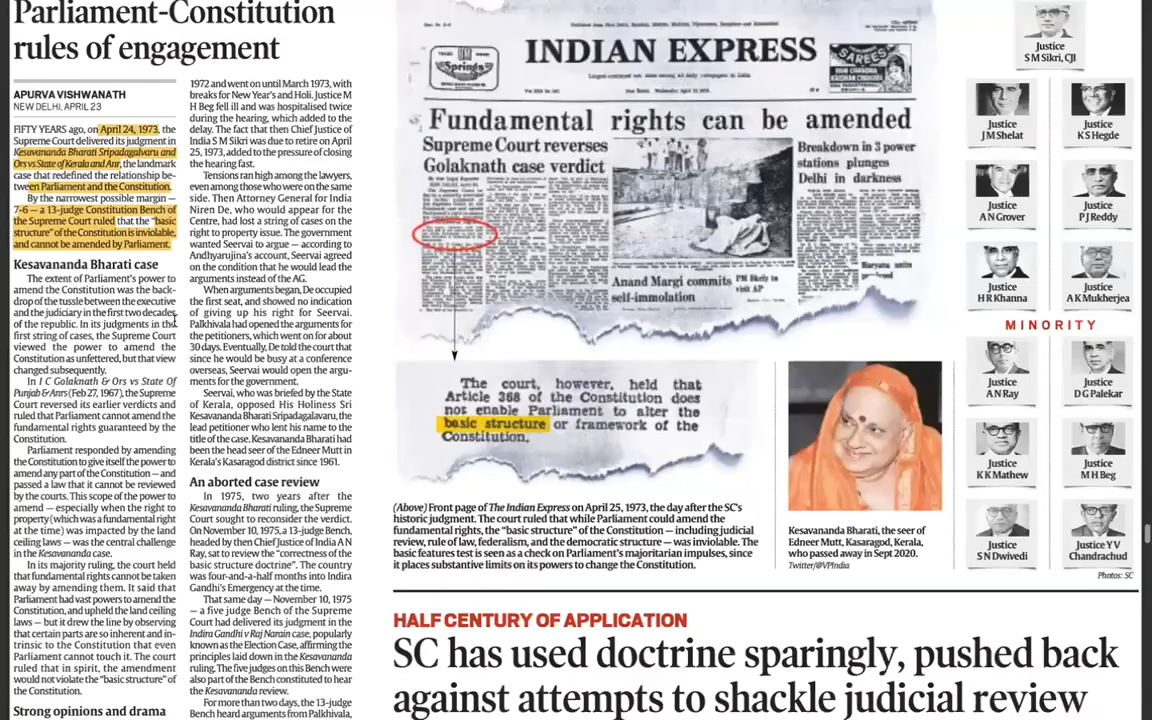 Parliament-Constitution
rules of engagement
APURVA VISHWANATH
NEW DELHI, APRIL 23
FIFTY YEARS ago, on April 24, 1973, the
Supreme Court delivered its judgment in
Kesavananda Bharati Sripadagalvaru and
Ors vs State of Kerala and Anr, the landmark
case that redefined the relationship be-
tween Parliament and the Constitution.
By the narrowest possible margin —
7-6 — a 13-judge Constitution Bench of
the Supreme Court ruled that the "basic
structure" of the Constitution is inviolable,
and cannot be amended by Parliament.
Kesavananda Bharati case
The extent of Parliament's power to
amend the Constitution was the back-
drop of the tussle between the executive
and the judiciary in the first two decades
of the republic. In its judgments in the
first string of cases, the Supreme Court
viewed the power to amend the
Constitution as unfettered, but that view
changed subsequently.
In I C Golaknath & Ors vs State Of
Punjab & Anrs (Feb 27, 1967), the Supreme
Court reversed its earlier verdicts and
ruled that Parliament cannot amend the
fundamental rights guaranteed by the
Constitution.
Parliament responded by amending
the Constitution to give itself the power to
amend any part of the Constitution — and
passed a law that it cannot be reviewed
by the courts. This scope of the power to
amend — especially when the right to
property (which was a fundamental right
at the time) was impacted by the land
ceiling laws — was the central challenge
in the Kesavananda case.
In its majority ruling, the court held
that fundamental rights cannot be taken
away by amending them. It said that
Parliament had vast powers to amend the
Constitution, and upheld the land ceiling
laws — but it drew the line by observing
that certain parts are so inherent and in-
trinsic to the Constitution that even
Parliament cannot touch it. The court
ruled that in spirit, the amendment
would not violate the "basic structure" of
the Constitution.
Strong opinions and drama
1972 and went on until March 1973, with
breaks for New Year's and Holi. Justice M
H Beg fell ill and was hospitalised twice
during the hearing, which added to the
delay. The fact that then Chief Justice of
India S M Sikri was due to retire on April
25, 1973, added to the pressure of closing
the hearing fast.
Tensions ran high among the lawyers,
even among those who were on the same
side. Then Attorney General for India
Niren De, who would appear for the
Centre, had lost a string of cases on the
right to property issue. The government
wanted Seervai to argue — according to
Andhyarujina's account, Seervai agreed
on the condition that he would lead the
arguments instead of the AG.
When arguments began, De occupied
the first seat, and showed no indication
of giving up his right for Seervai.
Palkhivala had opened the arguments for
the petitioners, which went on for about
30 days. Eventually, De told the court that
since he would be busy at a conference
overseas, Seervai would open the argu-
ments for the government.
Seervai, who was briefed by the State
of Kerala, opposed His Holiness Sri
Kesavananda Bharati Sripadagalavaru, the
lead petitioner who lent his name to the
title of the case. Kesavananda Bharati had
been the seer of the Edneer Mutt in
Kerala's Kasaragod district since 1961.
An aborted case review
In 1975, two years after the
Kesavananda Bharati ruling, the Supreme
Court sought to reconsider the verdict.
On November 10, 1975, a 13-judge Bench,
headed by then Chief Justice of India A N
Ray, sat to review the "correctness of the
basic structure doctrine". The country
was four-and-a-half months into Indira
Gandhi's Emergency at the time.
That same day — November 10, 1975
— a five judge Bench of the Supreme
Court had delivered its judgment in the
Indira Gandhi v Raj Narain case, popularly
known as the Election Case, affirming the
principles laid down in the Kesavananda
ruling. The five judges on this Bench were
also part of the Bench constituted to hear
the Kesavananda review.
For more than two days, the 13-judge
Bench heard arguments from Palkhivala,
Springs
INDIAN EXPRESS
SAREES
Fundamental rights can be amended
Supreme Court reverses
Golaknath case verdict
Breakdown in 3 power
stations plunges
Delhi in darkness
Anand Margi commits
self-immolation
PM likely to
visit AP
The court, however, held that
Article 368 of the Constitution does
not enable Parliament to alter the
basic structure or framework of the
Constitution.
(Above) Front page of The Indian Express on April 25, 1973, the day after the SC's
historic judgment. The court ruled that while Parliament could amend the
fundamental rights, the "basic structure" of the Constitution — including judicial
review, rule of law, federalism, and the democratic structure — was inviolable. The
basic features test is seen as a check on Parliament's majoritarian impulses, since
it places substantive limits on its powers to change the Constitution.
Kesavananda Bharati, the seer of
Edneer Mutt, Kasaragod, Kerala,
who passed away in Sept 2020.
Twitter/@VPIndia
Justice
S M Sikri, CJI
Justice
J M Shelat
Justice
K S Hegde
Justice
A N Grover
Justice
P J Reddy
Justice
H R Khanna
Justice
A K Mukherjea
MINORITY
Justice
A N Ray
Justice
D G Palekar
Justice
K K Mathew
Justice
M H Beg
Justice
S N Dwivedi
Justice Y V
Chandrachud
Photos: SC
HALF CENTURY OF APPLICATION
SC has used doctrine sparingly, pushed back
against attempts to shackle judicial review